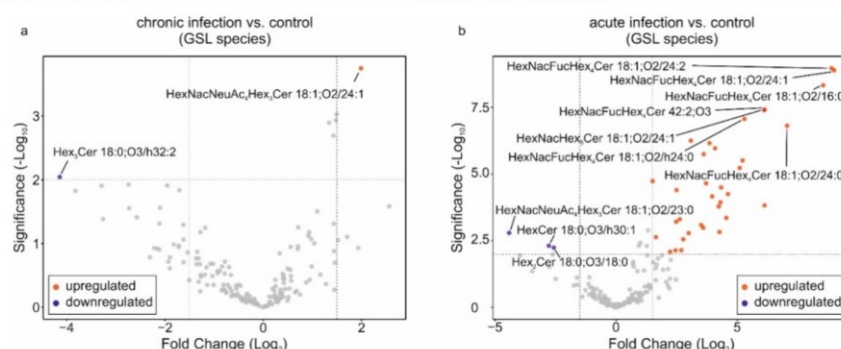 a
chronic infection vs. control
(GSL species)
HexNacNeuAc₄Hex₃Cer 18:1;O2/24:1
Hex₃Cer 18:0;O3/h32:2
Significance (-Log₁₀)
3
2
1
0
upregulated
downregulated
−4
−2
0
2
Fold Change (Log₂)
b
acute infection vs. control
(GSL species)
HexNacFucHex₄Cer 18:1;O2/24:2
HexNacFucHex₄Cer 18:1;O2/24:1
HexNacFucHex₄Cer 18:1;O2/16:0
HexNacFucHex₄Cer 42:2;O3
HexNacHex₅Cer 18:1;O2/24:1
HexNacFucHex₄Cer 18:1;O2/h24:0
HexNacFucHex₄Cer 18:1;O2/24:0
HexNacNeuAc₄Hex₃Cer 18:1;O2/23:0
HexCer 18:0;O3/h30:1
Cer 18:0;O3/18:0
Significance (-Log₁₀)
7.5
5.0
2.5
0
upregulated
downregulated
−5
0
5
Fold Change (Log₂)